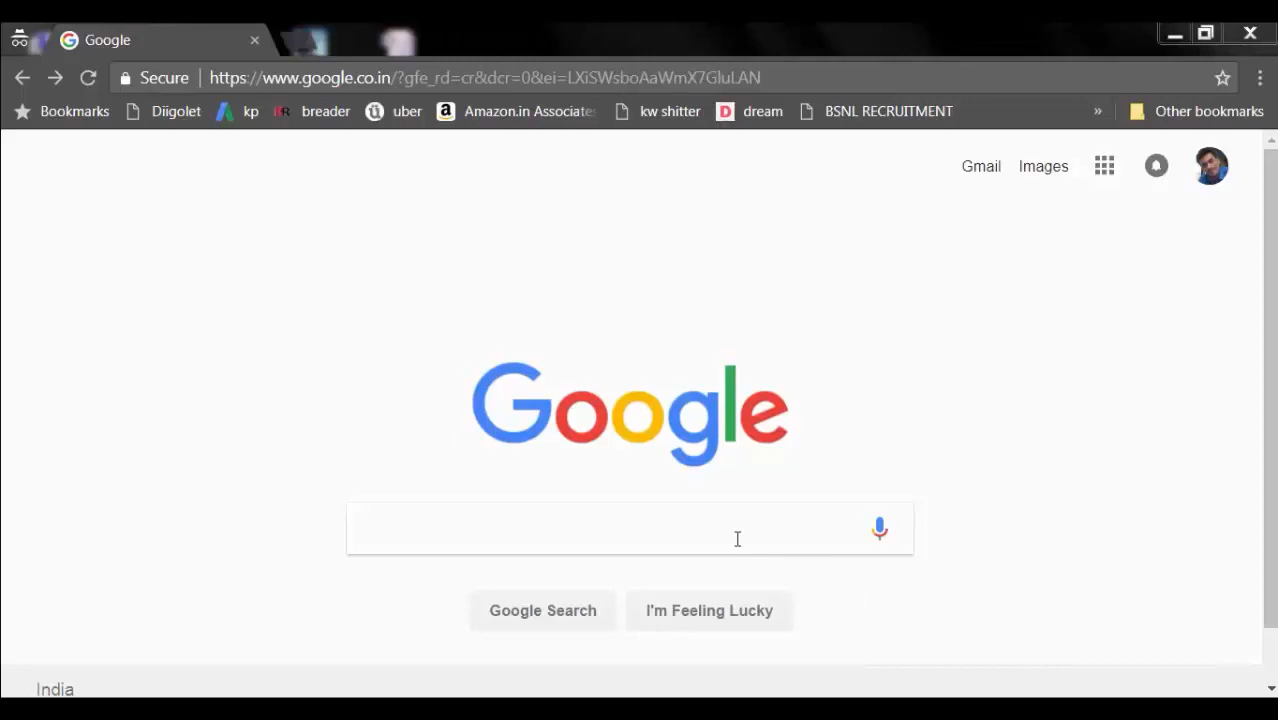 Google
Secure https://www.google.co.in/?gfe_rd=cr&dcr=0&ei=LXiSWsboAaWmX7GluLAN
Bookmarks Diigolet kp breader uber Amazon.in Associate kw shitter dream BSNL RECRUITMENT » Other bookmarks
Gmail Images
Google
Google Search I'm Feeling Lucky
India